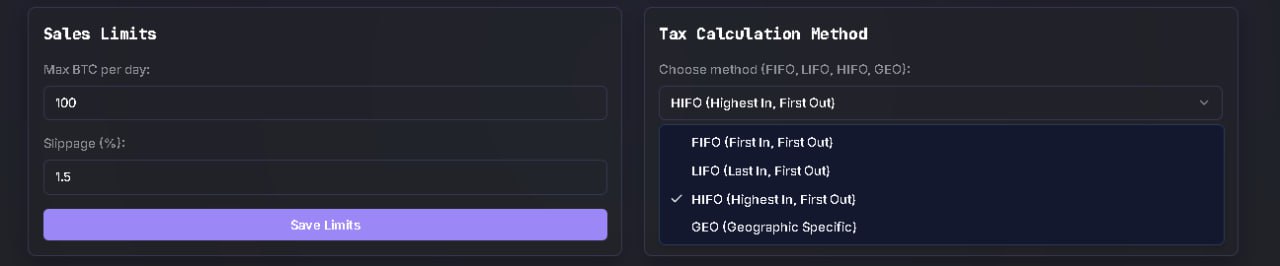 Sales Limits
Max BTC per day:
100
Slippage (%):
1.5
Save Limits
Tax Calculation Method
Choose method (FIFO, LIFO, HIFO, GEO):
HIFO (Highest In, First Out)
FIFO (First In, First Out)
LIFO (Last In, First Out)
HIFO (Highest In, First Out)
GEO (Geographic Specific)